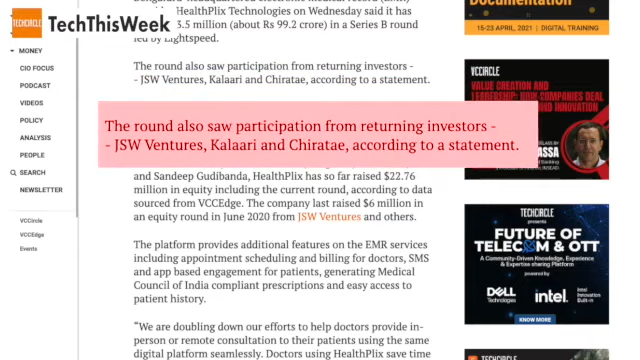 TECHCIRCLE TechThisWeek
HealthPlix Technologies on Wednesday said it has
3.5 million (about Rs 99.2 crore) in a Series B round
led by Lightspeed.
The round also saw participation from returning investors -
- JSW Ventures, Kalaari and Chiratae, according to a statement.
The round also saw participation from returning investors -
- JSW Ventures, Kalaari and Chiratae, according to a statement.
and Sandeep Gudibanda, HealthPlix has so far raised $22.76
million in equity including the current round, according to data
sourced from VCCEdge. The company last raised $6 million in
an equity round in June 2020 from JSW Ventures and others.
The platform provides additional features on the EMR services
including appointment scheduling and billing for doctors, SMS
and app based engagement for patients, generating Medical
Council of India compliant prescriptions and easy access to
patient history.
“We are doubling down our efforts to help doctors provide in-
person or remote consultation to their patients using the same
digital platform seamlessly. Doctors using HealthPlix save time
MONEY
CIO FOCUS
PODCAST
VIDEOS
POLICY
ANALYSIS
PEOPLE
SEARCH
NEWSLETTER
VCCircle
VCCEdge
Events
Documentation
15-23 APRIL, 2021 | DIGITAL TRAINING
VCCIRCLE
VALUE CREATION AND
LEADERSHIP: HOW COMPANIES DEAL
ASSA
TECHCIRCLE
PRESENTS
FUTURE OF
TELECOM & OTT
A Community-Driven Knowledge, Experience
& Expertise sharing Platform
powered by
DELL
Technologies
intel
KNOW MORE
TECHCIRCLE